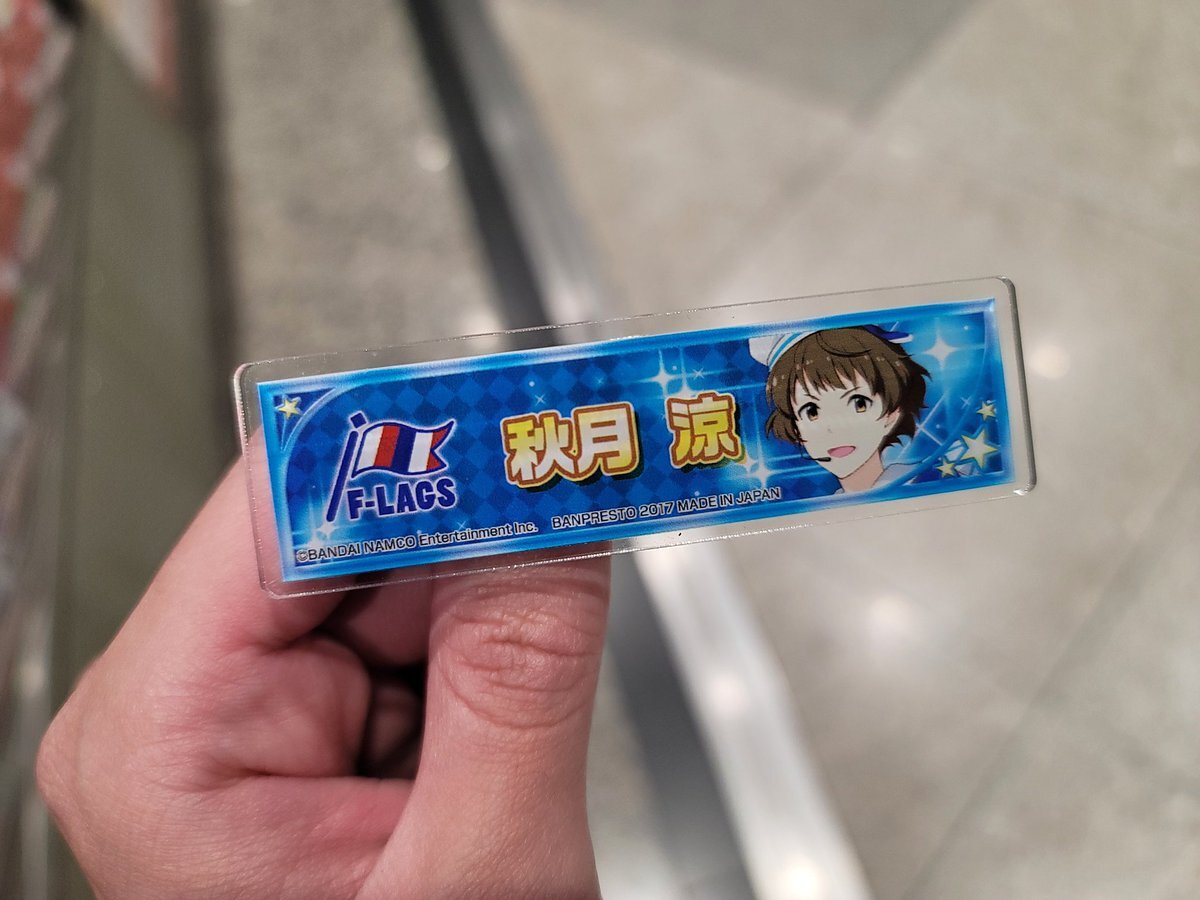 F-LAGS
秋月 涼
©BANDAI NAMCO Entertainment Inc. BANPRESTO 2017 MADE IN JAPAN